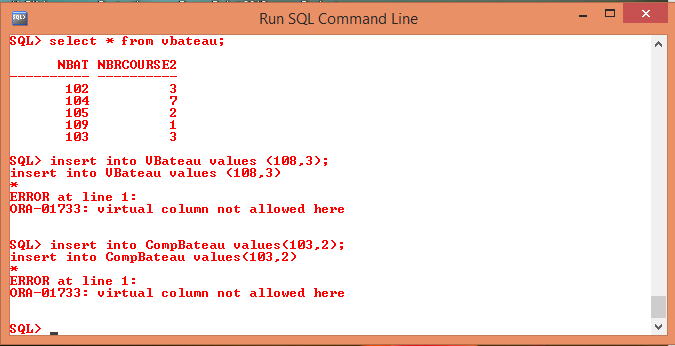 Run SQL Command Line
SQL> select * from vbateau;
NBAT NBRCOURSE2
---------- ----------
102 3
104 7
105 2
109 1
103 3
SQL> insert into VBateau values (108,3);
insert into VBateau values (108,3)
*
ERROR at line 1:
ORA-01733: virtual column not allowed here
SQL> insert into CompBateau values(103,2);
insert into CompBateau values(103,2)
*
ERROR at line 1:
ORA-01733: virtual column not allowed here
SQL>